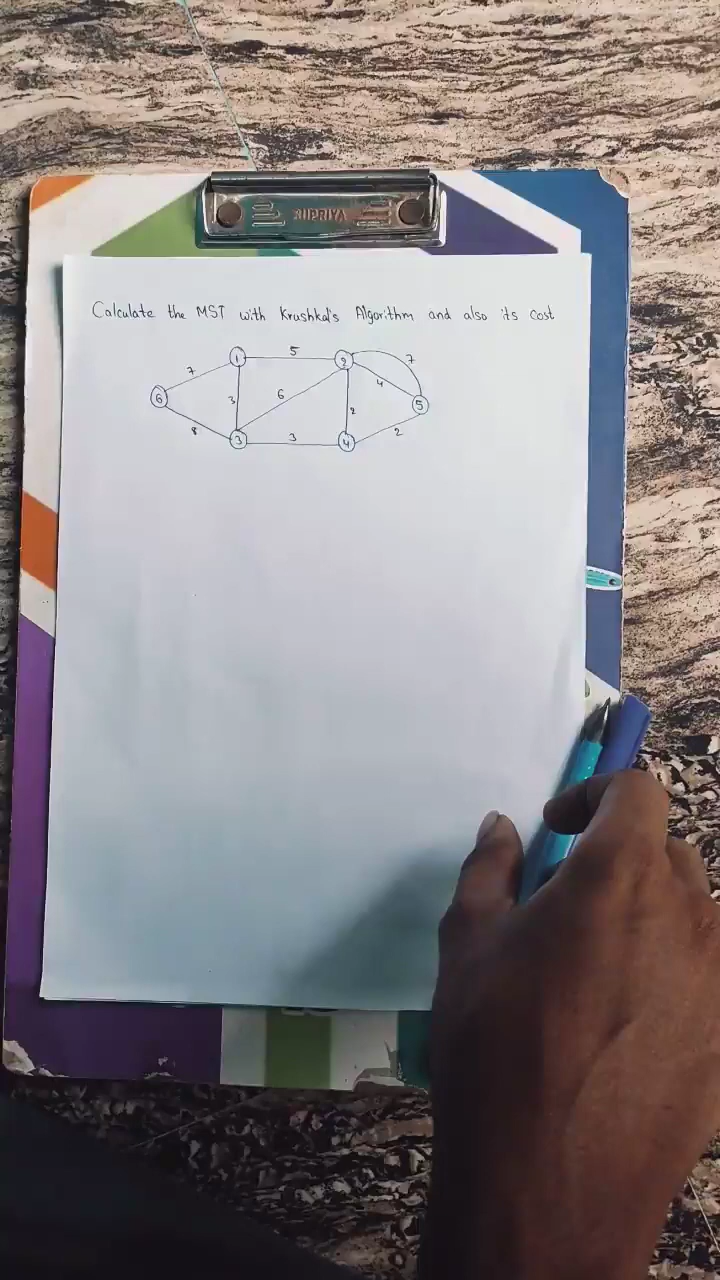 RUPRIYA
Calculate the MST with Krushkal's Algorithm and also its cost
1 5 2 7
7 6 4
6 3 2 5
8 3 3 4 2